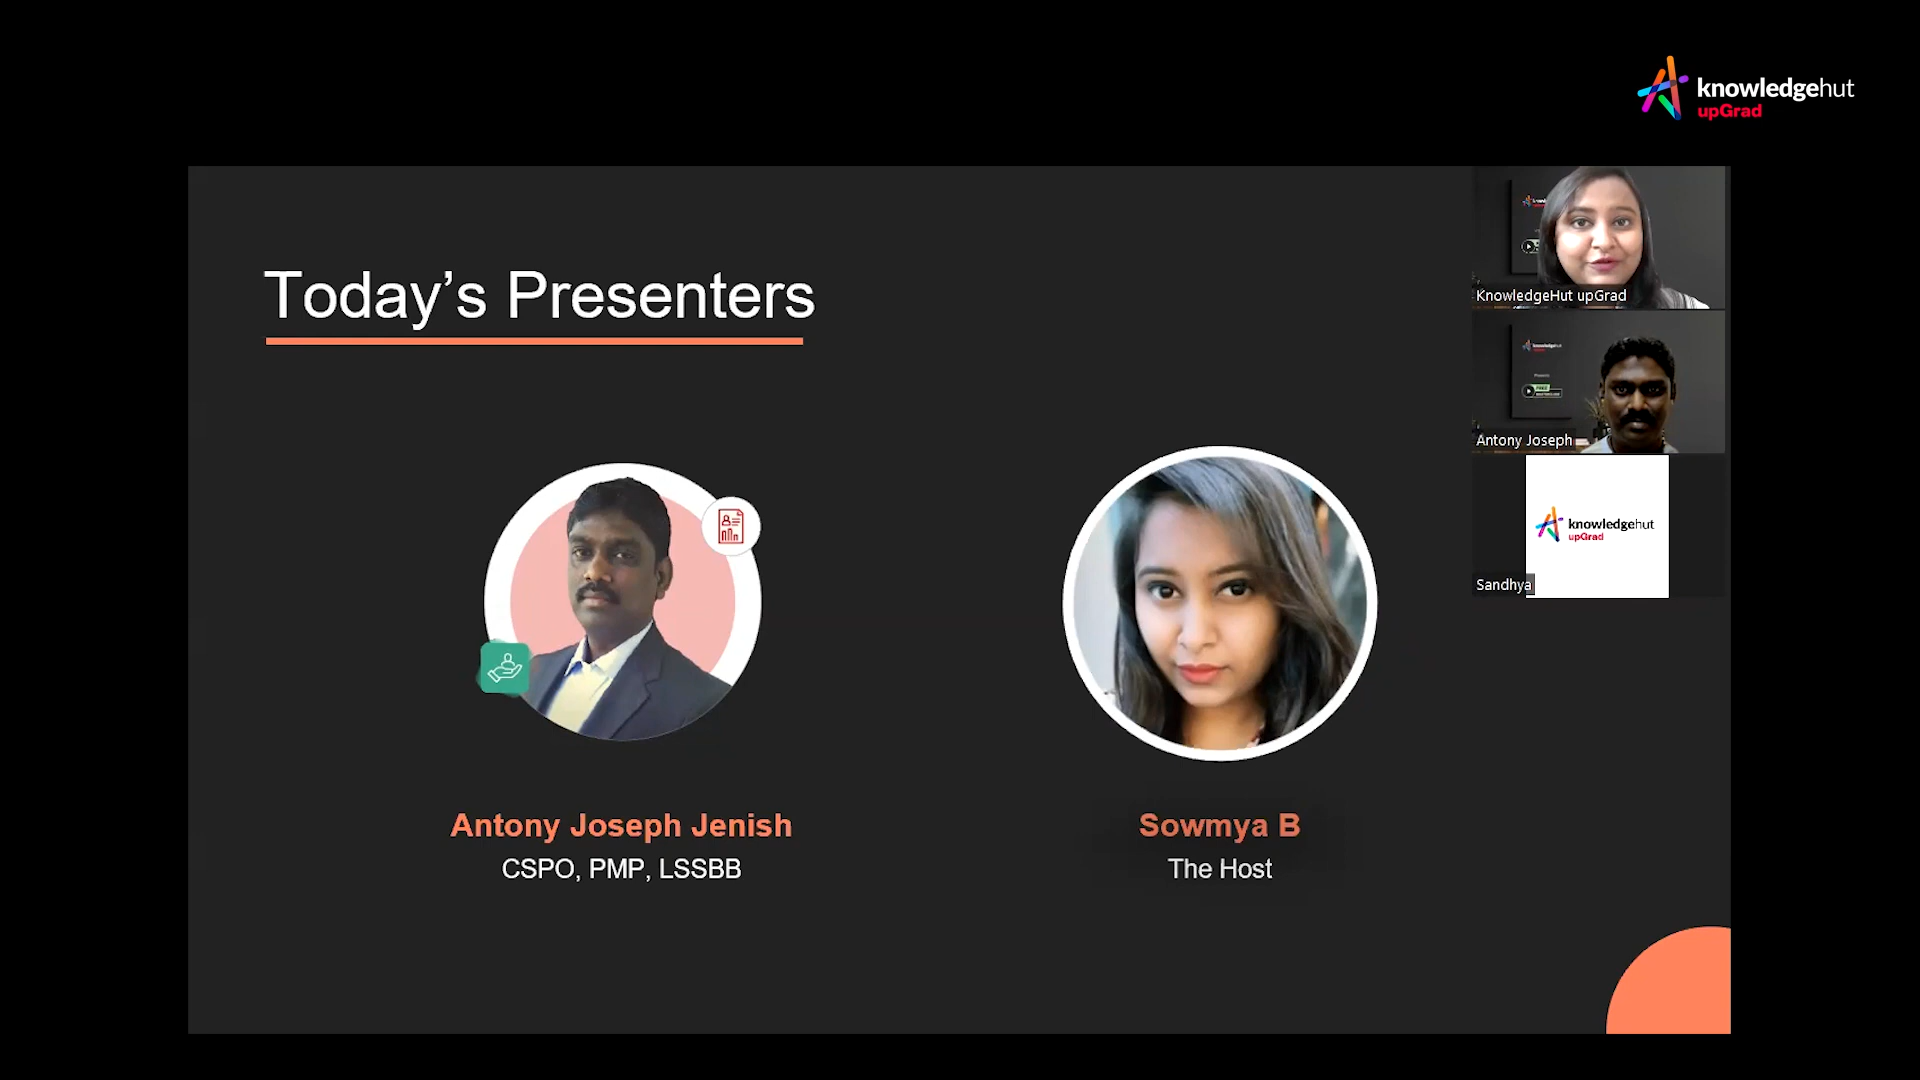 knowledgehut
upGrad
Today’s Presenters
Antony Joseph Jenish
CSPO, PMP, LSSBB
Sowmya B
The Host
KnowledgeHut upGrad
knowledgehut
Antony Joseph
knowledgehut
upGrad
Sandhya